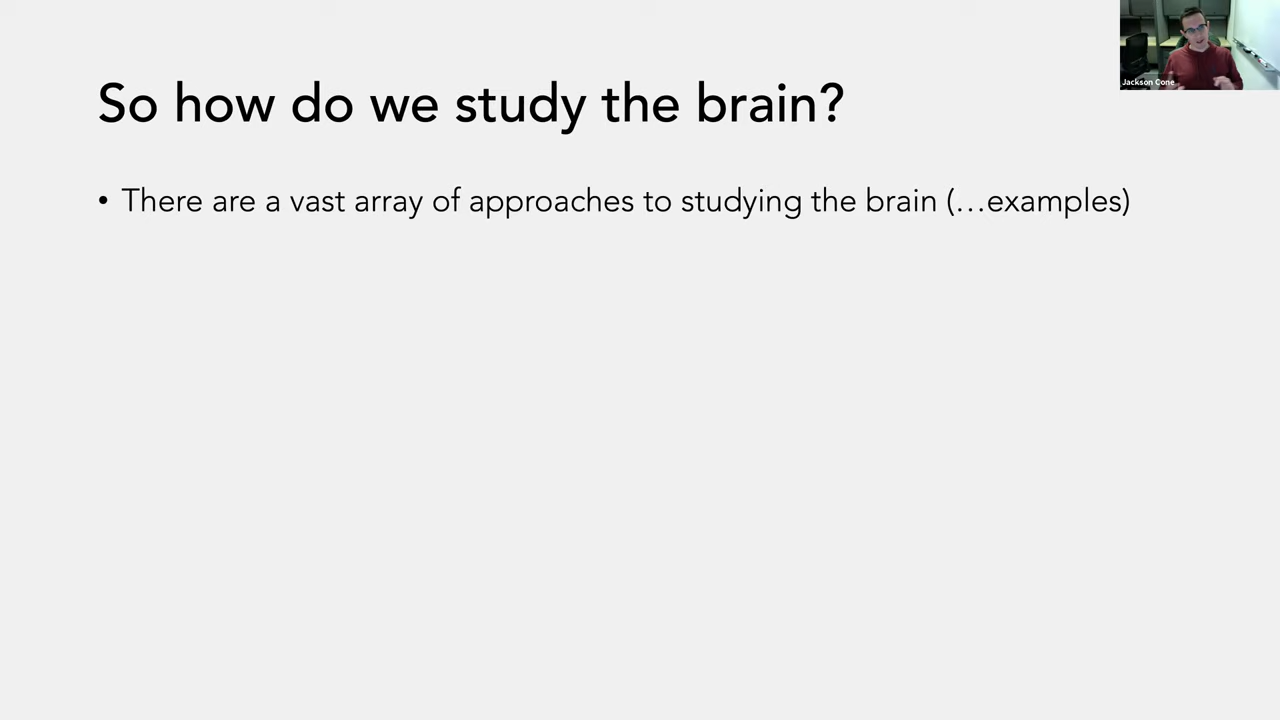 So how do we study the brain?
• There are a vast array of approaches to studying the brain (…examples)
Jackson Cone